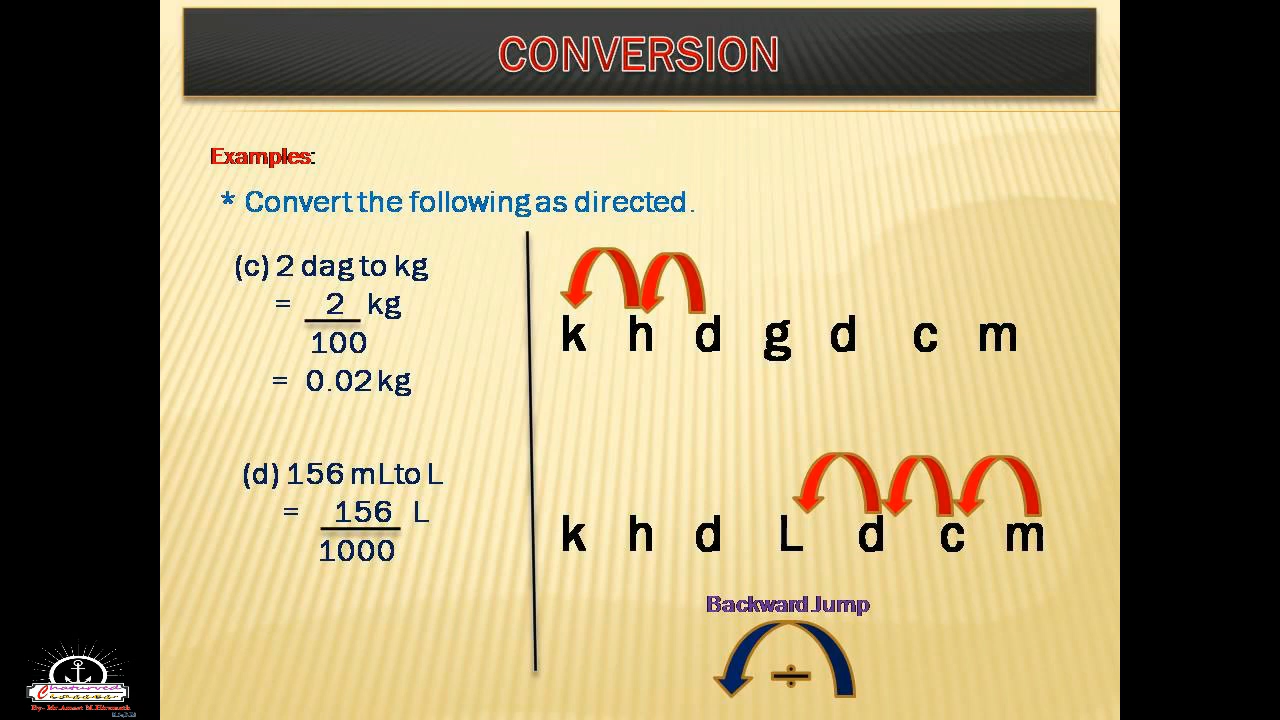 CONVERSION
Examples:
* Convert the following as directed.
(c) 2 dag to kg
= 2 kg
100
= 0.02 kg
k h d g d c m
(d) 156 mL to L
= 156 L
1000
k h d L d c m
Backward Jump
÷